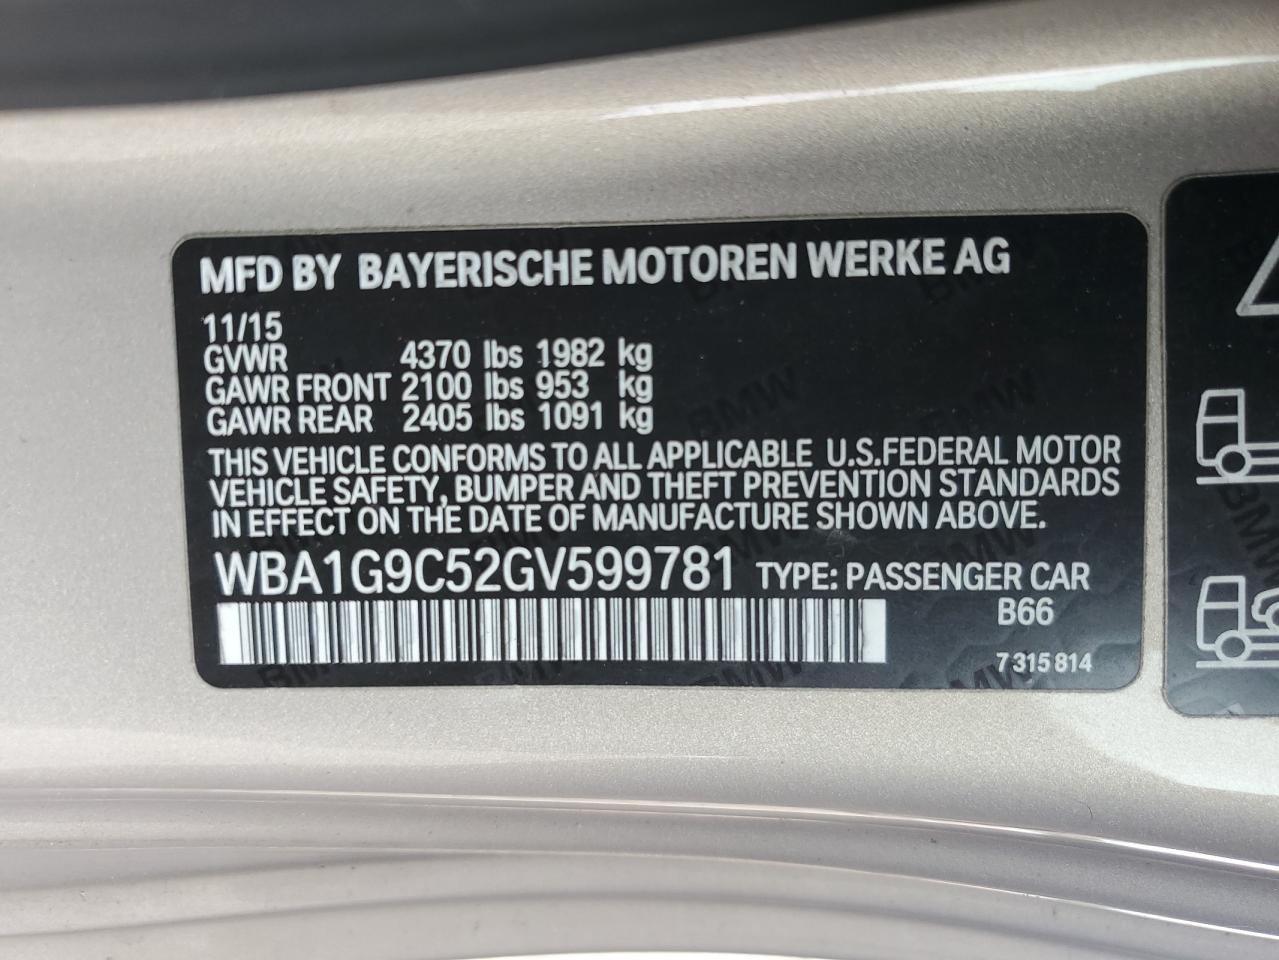 MFD BY BAYERISCHE MOTOREN WERKE AG
11/15
GVWR 4370 lbs 1982 kg
GAWR FRONT 2100 lbs 953 kg
GAWR REAR 2405 lbs 1091 kg
THIS VEHICLE CONFORMS TO ALL APPLICABLE U.S.FEDERAL MOTOR
VEHICLE SAFETY, BUMPER AND THEFT PREVENTION STANDARDS
IN EFFECT ON THE DATE OF MANUFACTURE SHOWN ABOVE.
WBA1G9C52GV599781 TYPE: PASSENGER CAR
B66
7 315 814